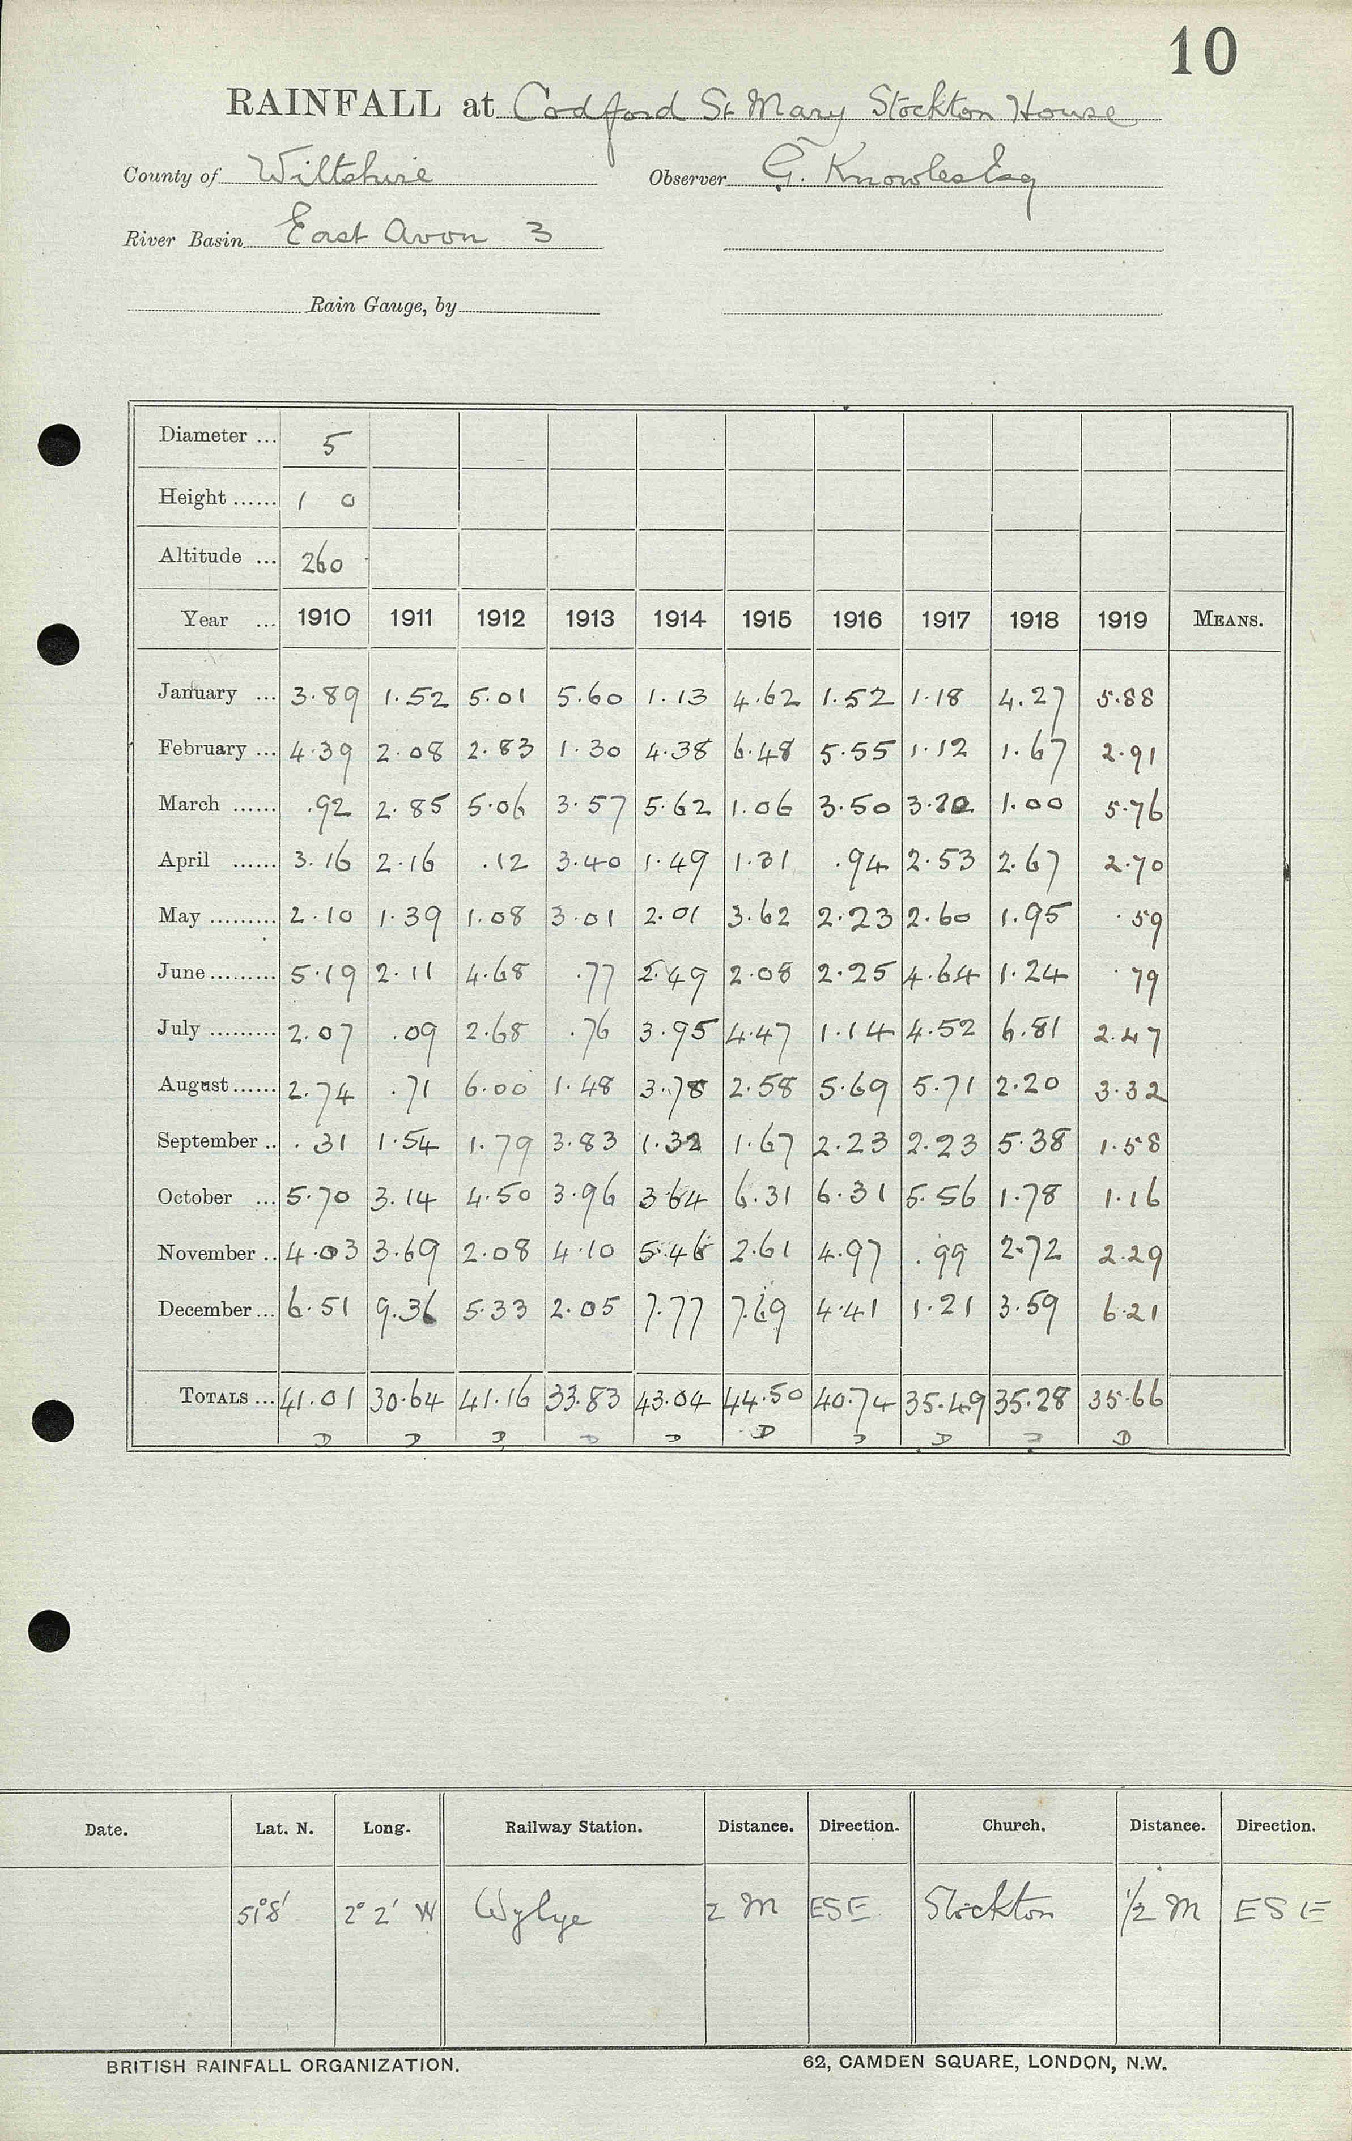 10
RAINFALL at Codford St Mary Stockton House
County of Wiltshire Observer G. Knowles Esq
River Basin East Avon 3
Rain Gauge, by
Diameter ... 5
Height ...... 1 0
Altitude ... 260
Year ... 1910 1911 1912 1913 1914 1915 1916 1917 1918 1919 MEANS.
January ... 3.89 1.52 5.01 5.60 1.13 4.62 1.52 1.18 4.27 5.88
February ... 4.39 2.08 2.83 1.30 4.38 6.48 5.55 1.12 1.67 2.91
March ...... .92 2.85 5.06 3.57 5.62 1.06 3.50 3.20 1.00 5.76
April ...... 3.16 2.16 .12 3.40 1.49 1.31 .94 2.53 2.67 2.70
May ......... 2.10 1.39 1.08 3.01 2.01 3.62 2.23 2.60 1.95 .59
June ......... 5.19 2.11 4.68 .77 2.49 2.08 2.25 4.64 1.24 .79
July ......... 2.07 .09 2.68 .76 3.95 4.47 1.14 4.52 6.81 2.47
August ...... 2.74 .71 6.00 1.48 3.78 2.58 5.69 5.71 2.20 3.32
September .. .31 1.54 1.79 3.83 1.32 1.67 2.23 2.23 5.38 1.58
October ... 5.70 3.14 4.50 3.96 3.64 6.31 6.31 5.56 1.78 1.16
November .. 4.03 3.69 2.08 4.10 5.46 2.61 4.97 .99 2.72 2.29
December ... 6.51 9.36 5.33 2.05 7.77 7.69 4.41 1.21 3.59 6.21
TOTALS ... 41.01 30.64 41.16 33.83 43.04 44.50 40.74 35.49 35.28 35.66
D D D D D D D D D D
Date. Lat. N. Long. Railway Station. Distance. Direction. Church. Distance. Direction.
51°8' 2° 2' W Wylye 2 M ESE Stockton 1/2 M ESE
BRITISH RAINFALL ORGANIZATION. 62, CAMDEN SQUARE, LONDON, N.W.